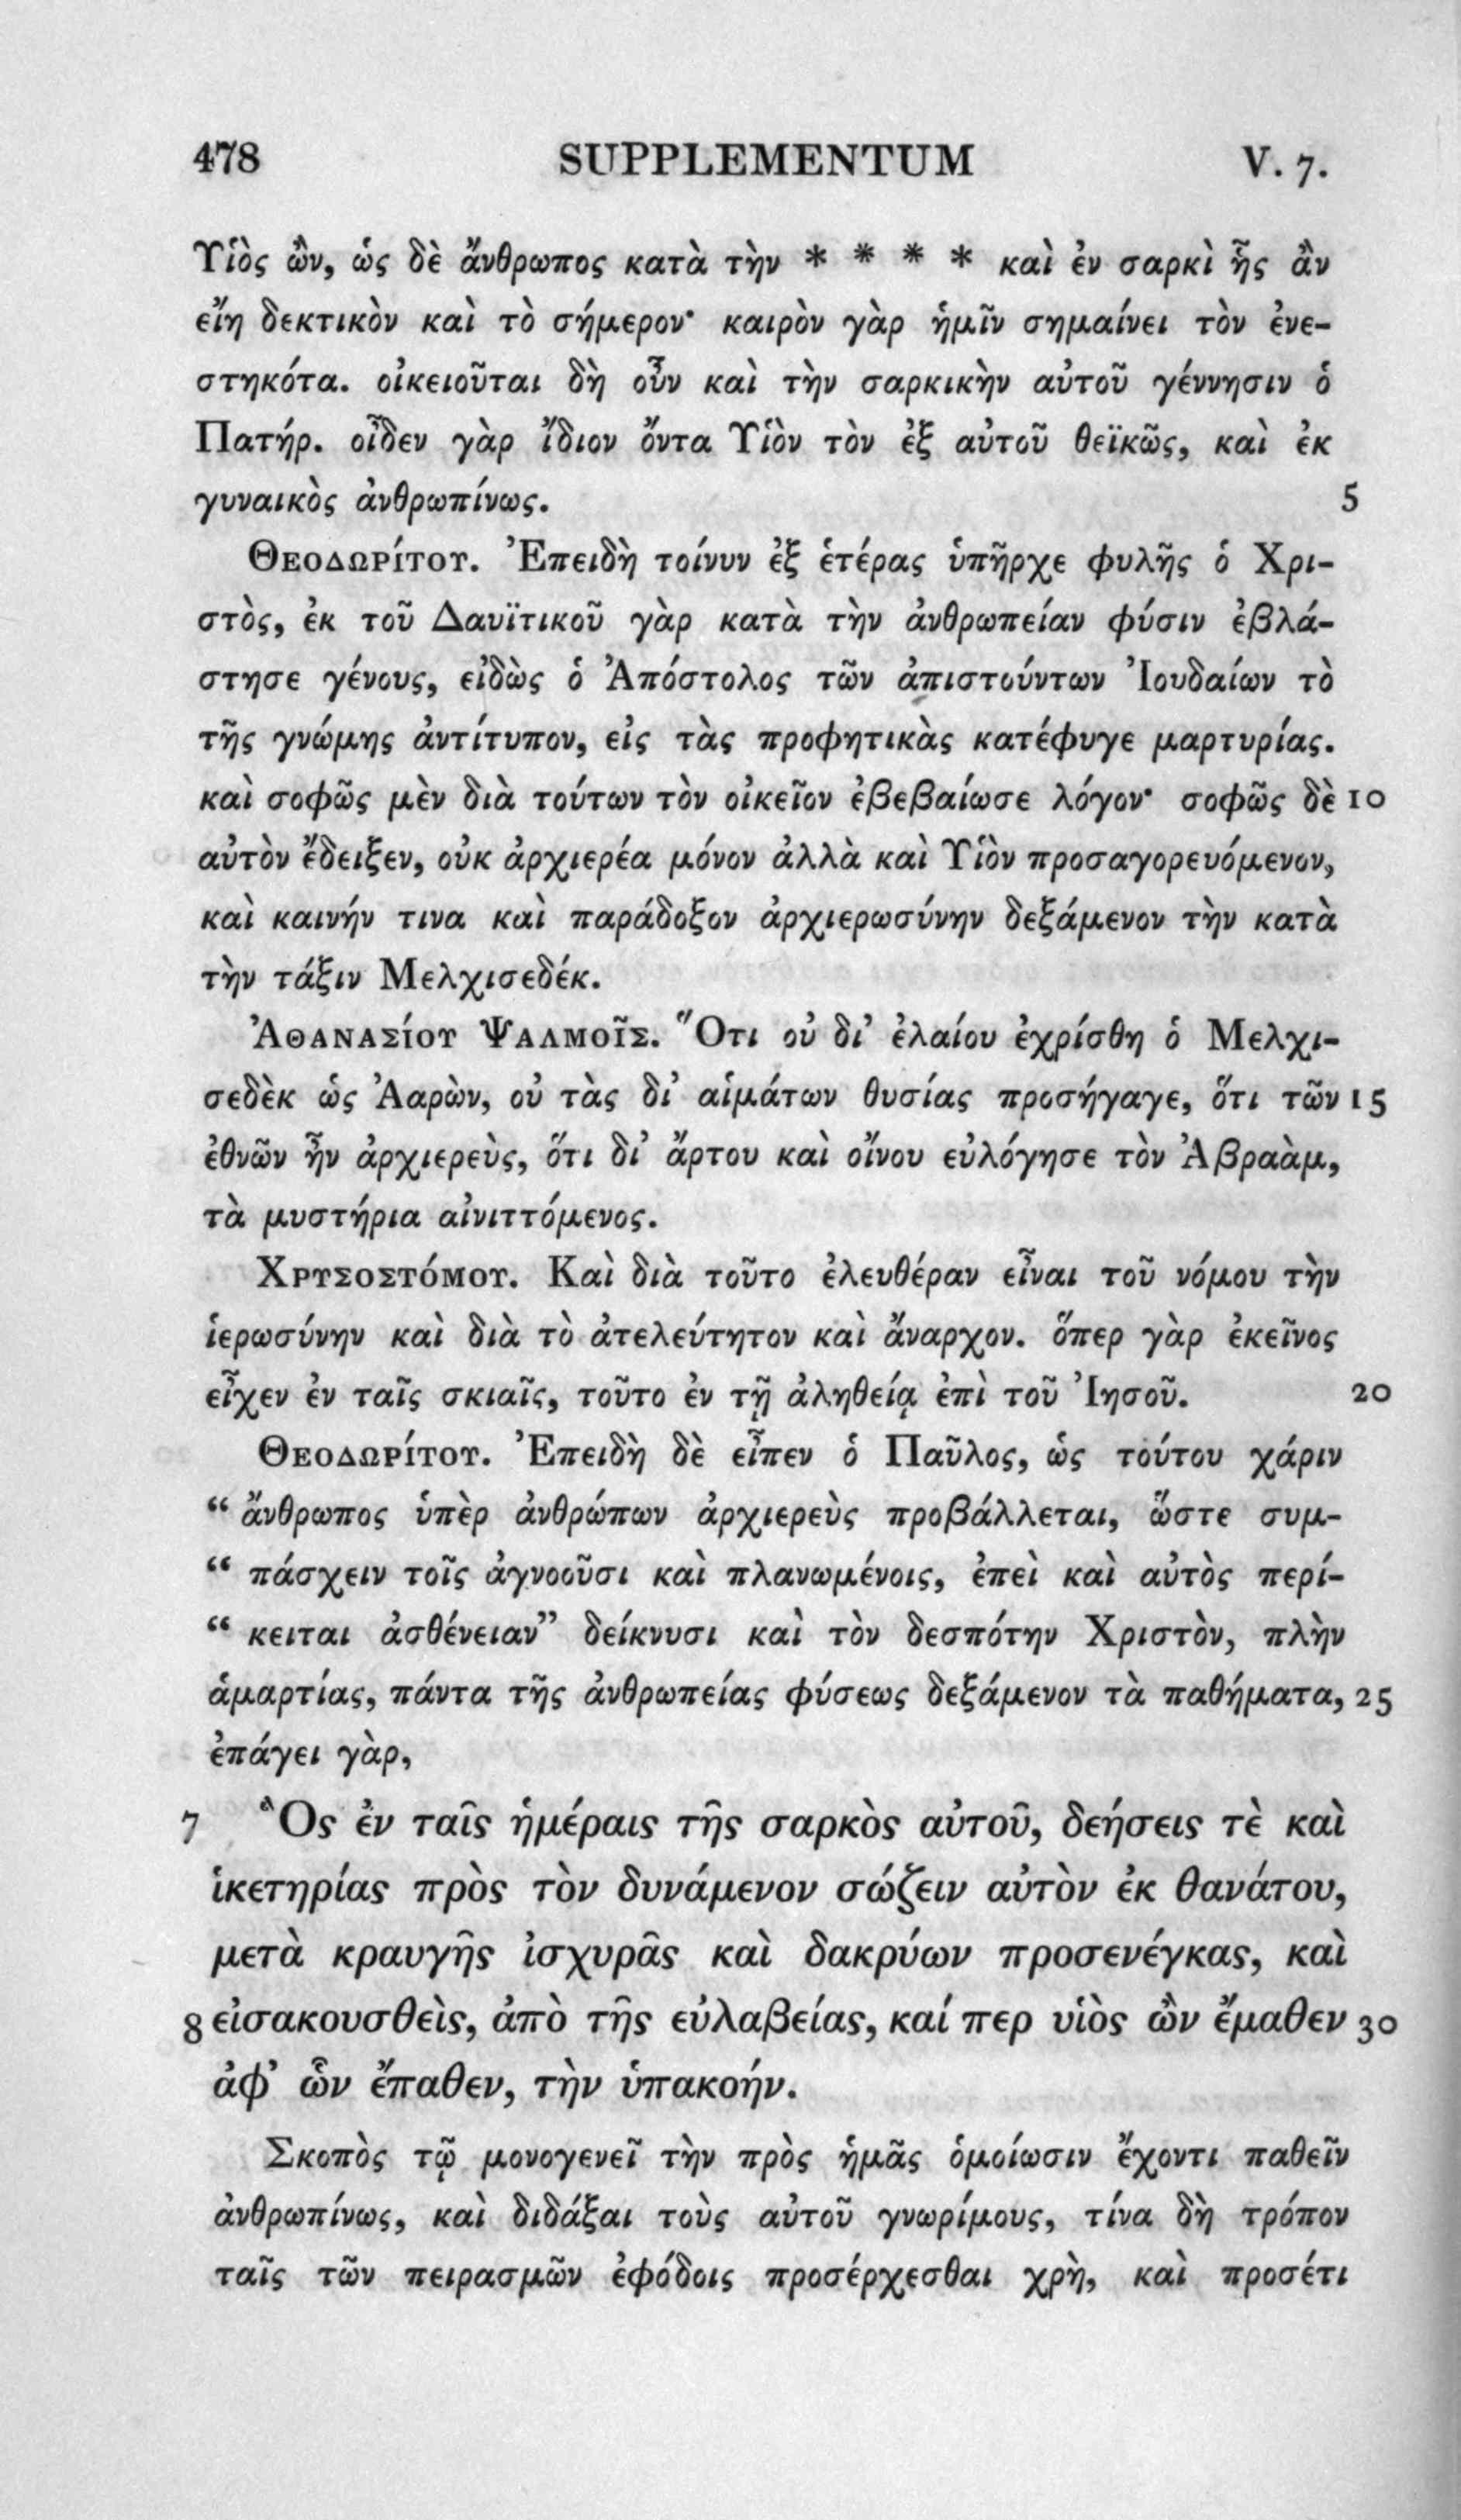 478 SUPPLEMENTUM V. 7.
Υἱὸς ὢν, ὡς δὲ ἄνθρωπος κατὰ τὴν * * * * καὶ ἐν σαρκὶ ἧς ἂν
εἴη δεκτικὸν καὶ τὸ σήμερον· καιρὸν γὰρ ἡμῖν σημαίνει τὸν ἐνε-
στηκότα. οἰκειοῦται δὴ οὖν καὶ τὴν σαρκικὴν αὐτοῦ γέννησιν ὁ
Πατήρ. οἶδεν γὰρ ἴδιον ὄντα Υἱὸν τὸν ἐξ αὐτοῦ θεϊκῶς, καὶ ἐκ
γυναικὸς ἀνθρωπίνως. 5
Θεοδωρίτου. Ἐπειδὴ τοίνυν ἐξ ἑτέρας ὑπῆρχε φυλῆς ὁ Χρι-
στὸς, ἐκ τοῦ Δαυϊτικοῦ γὰρ κατὰ τὴν ἀνθρωπείαν φύσιν ἐβλά-
στησε γένους, εἰδὼς ὁ Ἀπόστολος τῶν ἀπιστούντων Ἰουδαίων τὸ
τῆς γνώμης ἀντίτυπον, εἰς τὰς προφητικὰς κατέφυγε μαρτυρίας.
καὶ σοφῶς μὲν διὰ τούτων τὸν οἰκεῖον ἐβεβαίωσε λόγον· σοφῶς δὲ 10
αὐτὸν ἔδειξεν, οὐκ ἀρχιερέα μόνον ἀλλὰ καὶ Υἱὸν προσαγορευόμενον,
καὶ καινήν τινα καὶ παράδοξον ἀρχιερωσύνην δεξάμενον τὴν κατὰ
τὴν τάξιν Μελχισεδέκ.
Ἀθανασίου Ψαλμοῖς. Ὅτι οὐ δι’ ἐλαίου ἐχρίσθη ὁ Μελχι-
σεδὲκ ὡς Ἀαρὼν, οὐ τὰς δι’ αἱμάτων θυσίας προσήγαγε, ὅτι τῶν 15
ἐθνῶν ἦν ἀρχιερεὺς, ὅτι δι’ ἄρτου καὶ οἴνου εὐλόγησε τὸν Ἀβραὰμ,
τὰ μυστήρια αἰνιττόμενος.
Χρυσοστόμου. Καὶ διὰ τοῦτο ἐλευθέραν εἶναι τοῦ νόμου τὴν
ἱερωσύνην καὶ διὰ τὸ ἀτελεύτητον καὶ ἄναρχον. ὅπερ γὰρ ἐκεῖνος
εἶχεν ἐν ταῖς σκιαῖς, τοῦτο ἐν τῇ ἀληθείᾳ ἐπὶ τοῦ Ἰησοῦ. 20
Θεοδωρίτου. Ἐπειδὴ δὲ εἶπεν ὁ Παῦλος, ὡς τούτου χάριν
“ ἄνθρωπος ὑπὲρ ἀνθρώπων ἀρχιερεὺς προβάλλεται, ὥστε συμ-
“ πάσχειν τοῖς ἀγνοοῦσι καὶ πλανωμένοις, ἐπεὶ καὶ αὐτὸς περί-
“ κειται ἀσθένειαν” δείκνυσι καὶ τὸν δεσπότην Χριστὸν, πλὴν
ἁμαρτίας, πάντα τῆς ἀνθρωπείας φύσεως δεξάμενον τὰ παθήματα, 25
ἐπάγει γὰρ,
7 Ὃς ἐν ταῖς ἡμέραις τῆς σαρκὸς αὐτοῦ, δεήσεις τὲ καὶ
ἱκετηρίας πρὸς τὸν δυνάμενον σώζειν αὐτὸν ἐκ θανάτου,
μετὰ κραυγῆς ἰσχυρᾶς καὶ δακρύων προσενέγκας, καὶ
8 εἰσακουσθεὶς, ἀπὸ τῆς εὐλαβείας, καί περ υἱὸς ὢν ἔμαθεν 30
ἀφ’ ὧν ἔπαθεν, τὴν ὑπακοήν.
Σκοπὸς τῷ μονογενεῖ τὴν πρὸς ἡμᾶς ὁμοίωσιν ἔχοντι παθεῖν
ἀνθρωπίνως, καὶ διδάξαι τοὺς αὐτοῦ γνωρίμους, τίνα δὴ τρόπον
ταῖς τῶν πειρασμῶν ἐφόδοις προσέρχεσθαι χρὴ, καὶ προσέτι